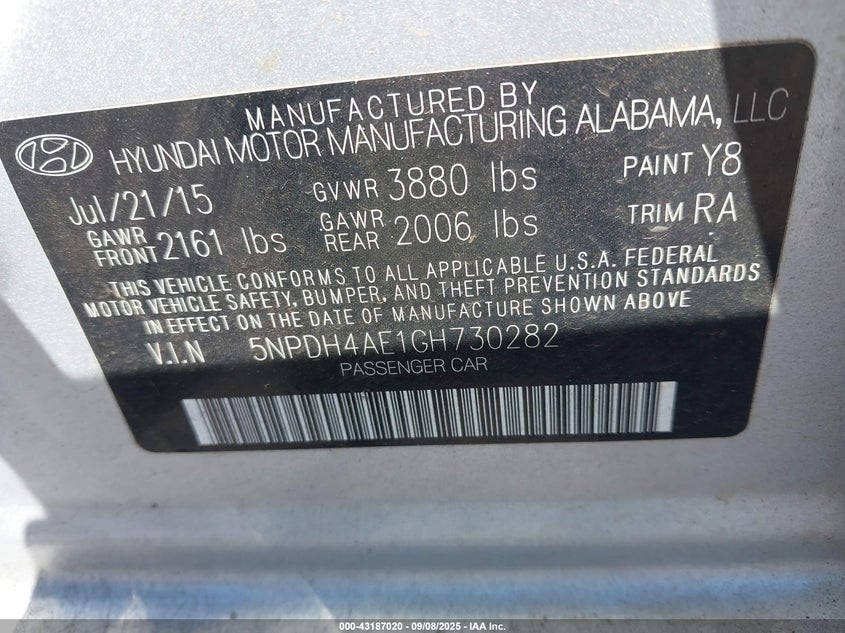 MANUFACTURED BY
HYUNDAI MOTOR MANUFACTURING ALABAMA, LLC
Jul/21/15 GVWR 3880 lbs PAINT Y8
GAWR FRONT 2161 lbs GAWR REAR 2006 lbs TRIM RA
THIS VEHICLE CONFORMS TO ALL APPLICABLE U.S.A. FEDERAL
MOTOR VEHICLE SAFETY, BUMPER, AND THEFT PREVENTION STANDARDS
IN EFFECT ON THE DATE OF MANUFACTURE SHOWN ABOVE
V.I.N 5NPDH4AE1GH730282
PASSENGER CAR
000-43187020 - 09/08/2025 - IAA Inc.